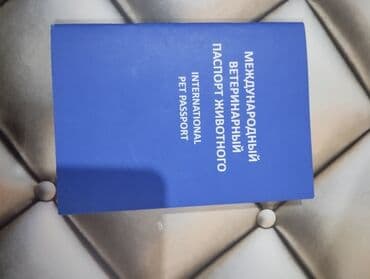 МЕЖДУНАРОДНЫЙ
ВЕТЕРИНАРНЫЙ
ПАСПОРТ ЖИВОТНОГО
INTERNATIONAL
PET PASSPORT